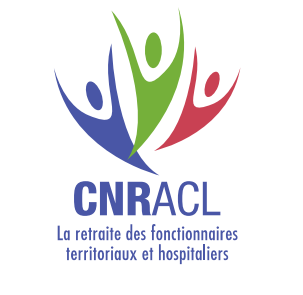 CNRACL
La retraite des fonctionnaires
territoriaux et hospitaliers